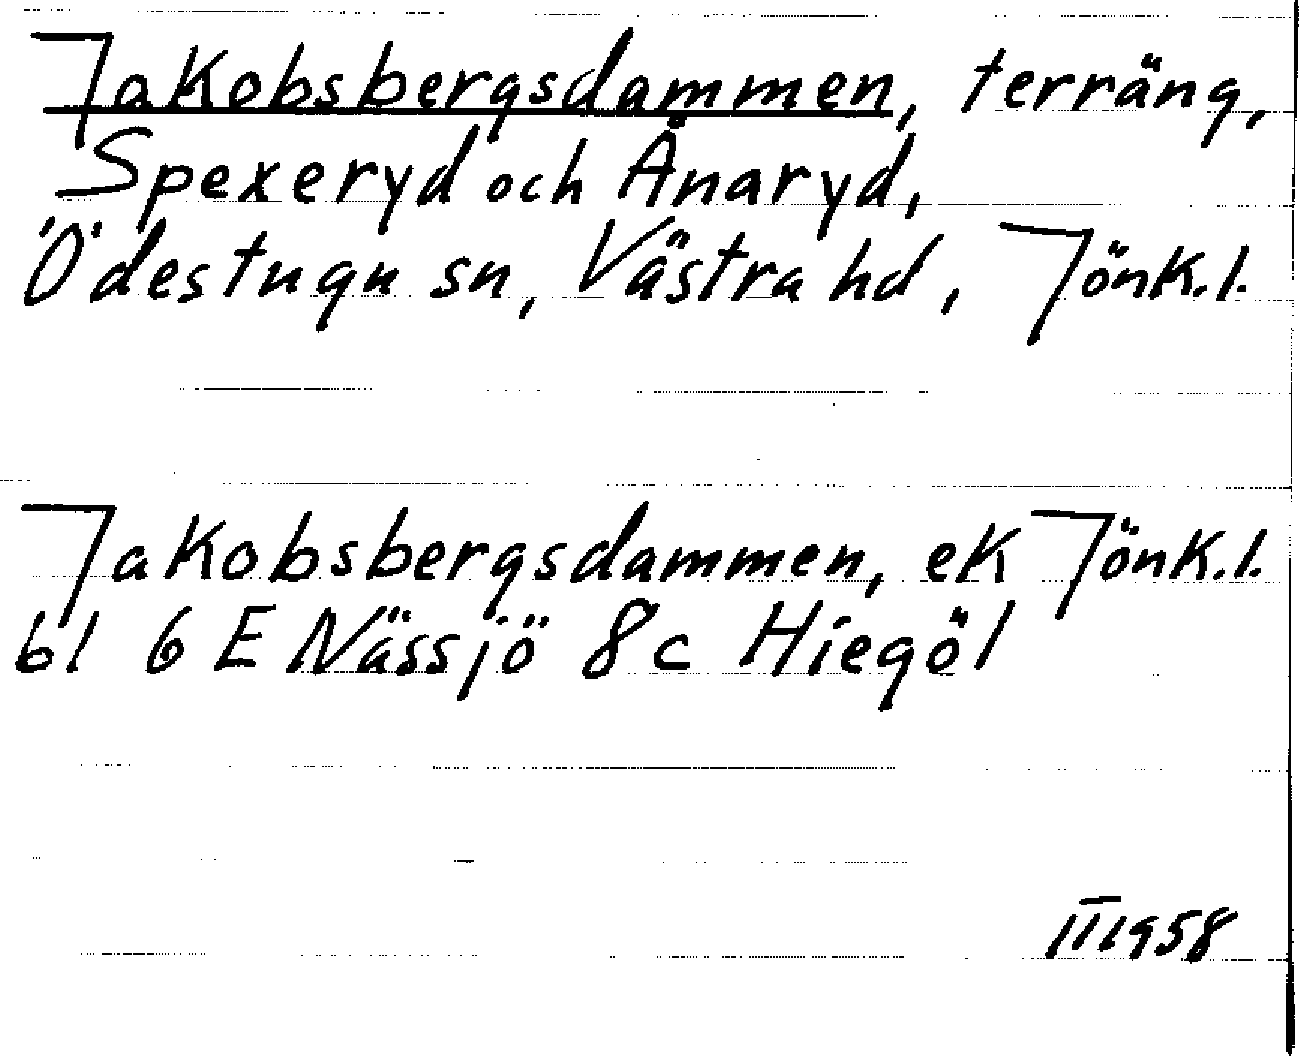 Jakobsbergsdammen, terräng,
Spexeryd och Ånaryd,
Ödestugu sn, Västra hd, Jönk.l.
Jakobsbergsdammen, ek Jönk.l.
bl 6 E Nässjö 8c Hiegöl
III 1958